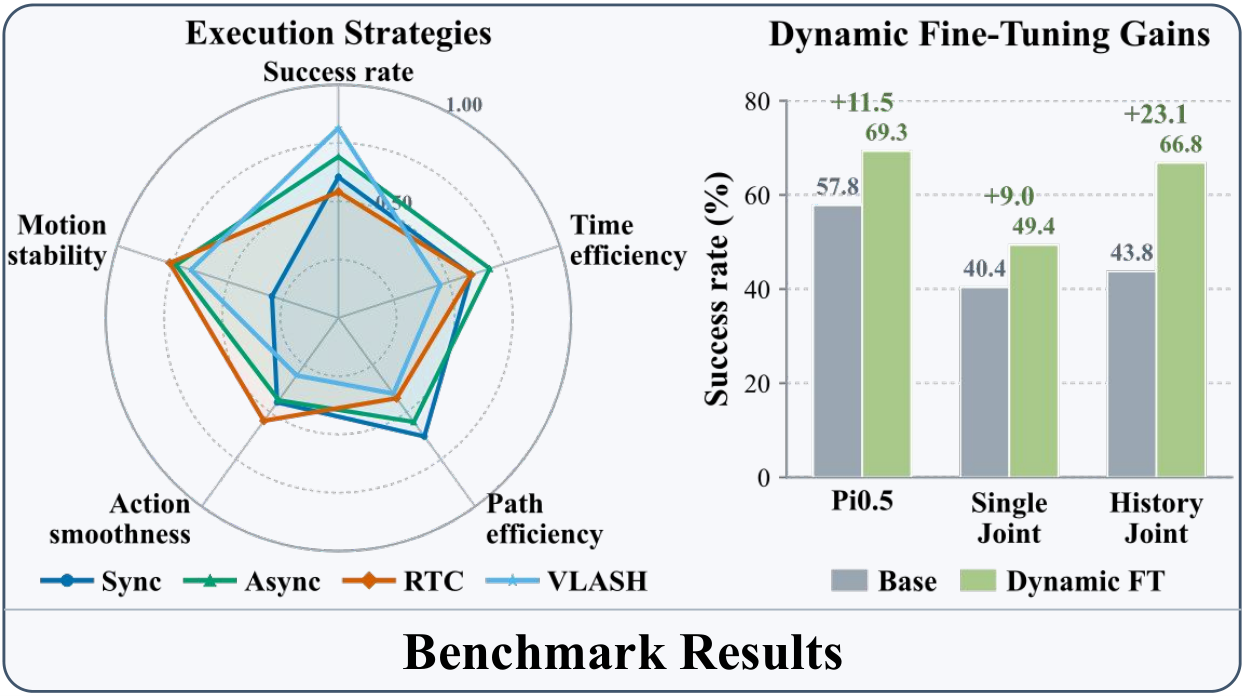 Execution Strategies
Success rate
1.00
0.50
Motion
stability
Time
efficiency
Action
smoothness
Path
efficiency
Sync
Async
RTC
VLASH
Dynamic Fine-Tuning Gains
Success rate (%)
80
60
40
20
0
+11.5
57.8
69.3
+9.0
40.4
49.4
+23.1
43.8
66.8
Pi0.5
Single
Joint
History
Joint
Base
Dynamic FT
Benchmark Results